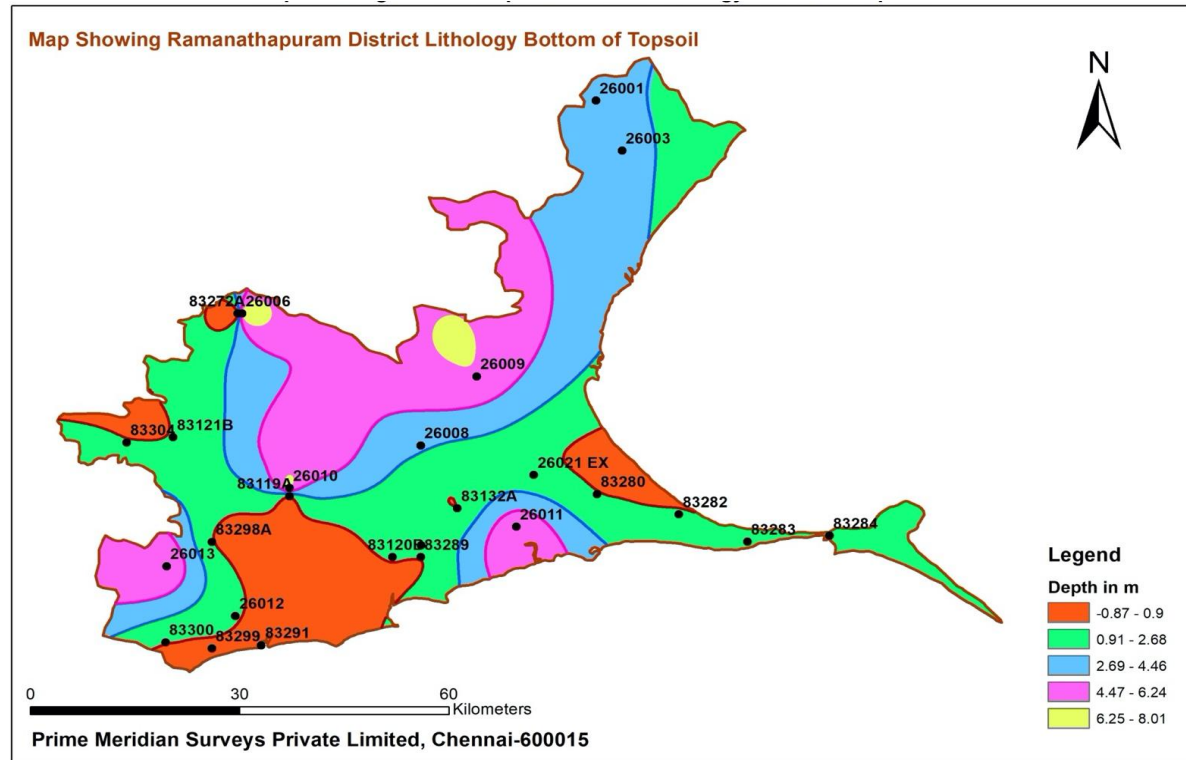 Map Showing Ramanathapuram District Lithology Bottom of Topsoil
N
26001
26003
83272A
26006
26009
83304
83121B
26008
26010
83119A
26021 EX
83280
83132A
83282
26011
83283
83284
83298A
83120B
83289
26013
26012
83300
83299
83291
Legend
Depth in m
-0.87 - 0.9
0.91 - 2.68
2.69 - 4.46
4.47 - 6.24
6.25 - 8.01
0 30 60
Kilometers
Prime Meridian Surveys Private Limited, Chennai-600015